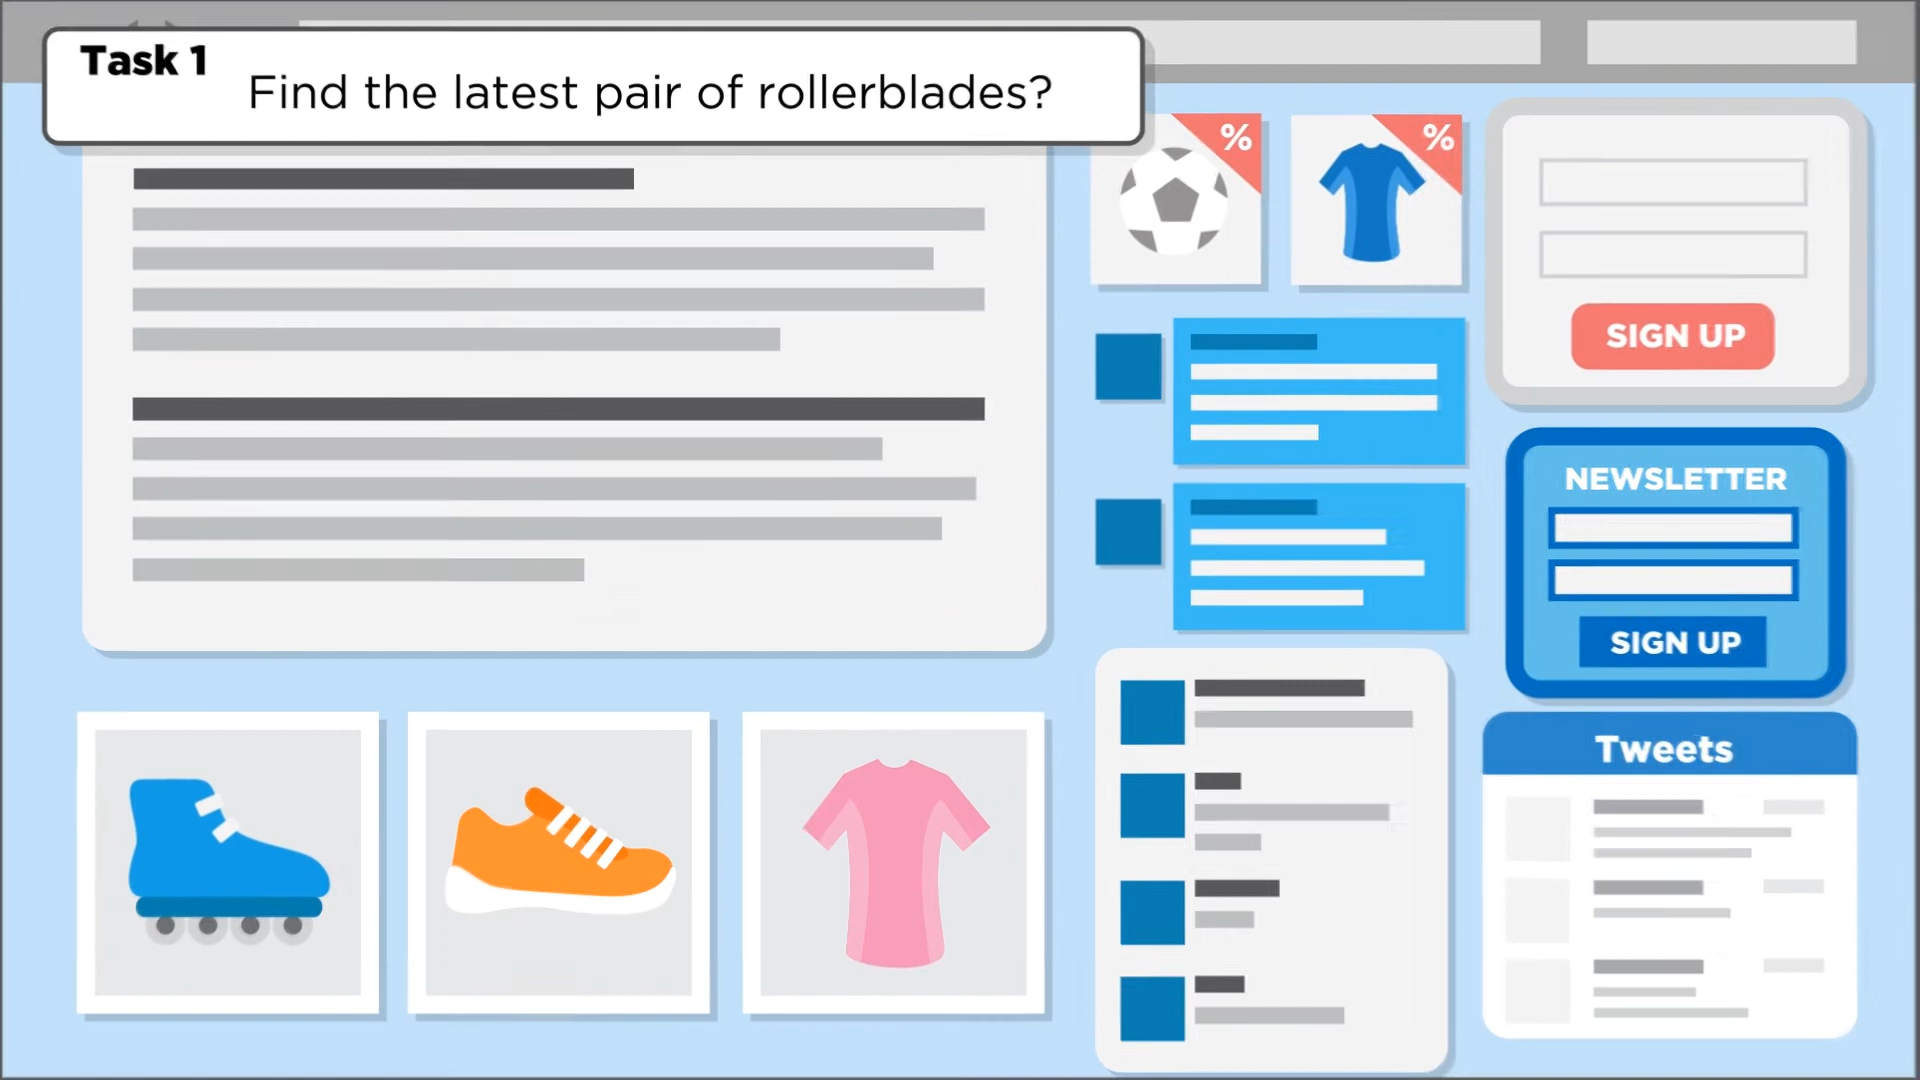 Task 1
Find the latest pair of rollerblades?
%
%
SIGN UP
NEWSLETTER
SIGN UP
Tweets